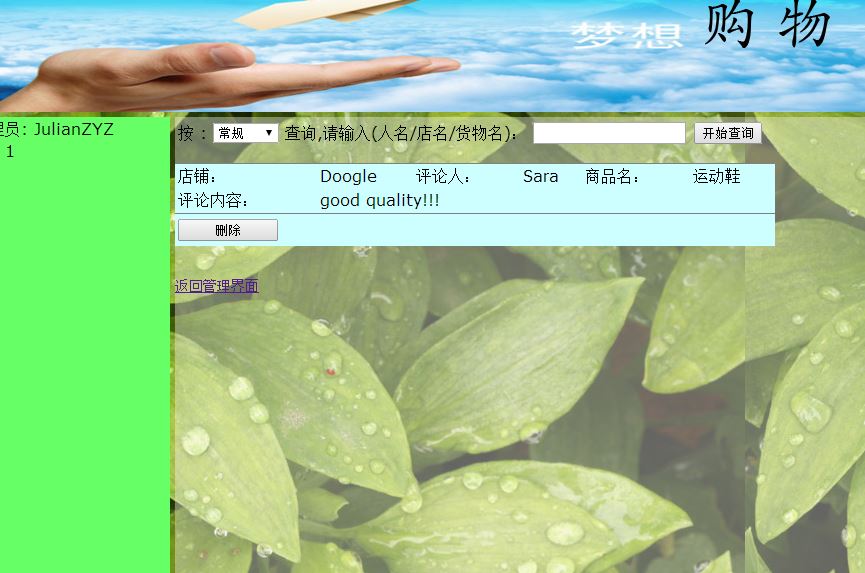 梦想 购物
理员：JulianZYZ
1
按：常规 查询,请输入(人名/店名/货物名)： 开始查询
店铺： Doogle 评论人： Sara 商品名： 运动鞋
评论内容： good quality!!!
删除
返回管理界面